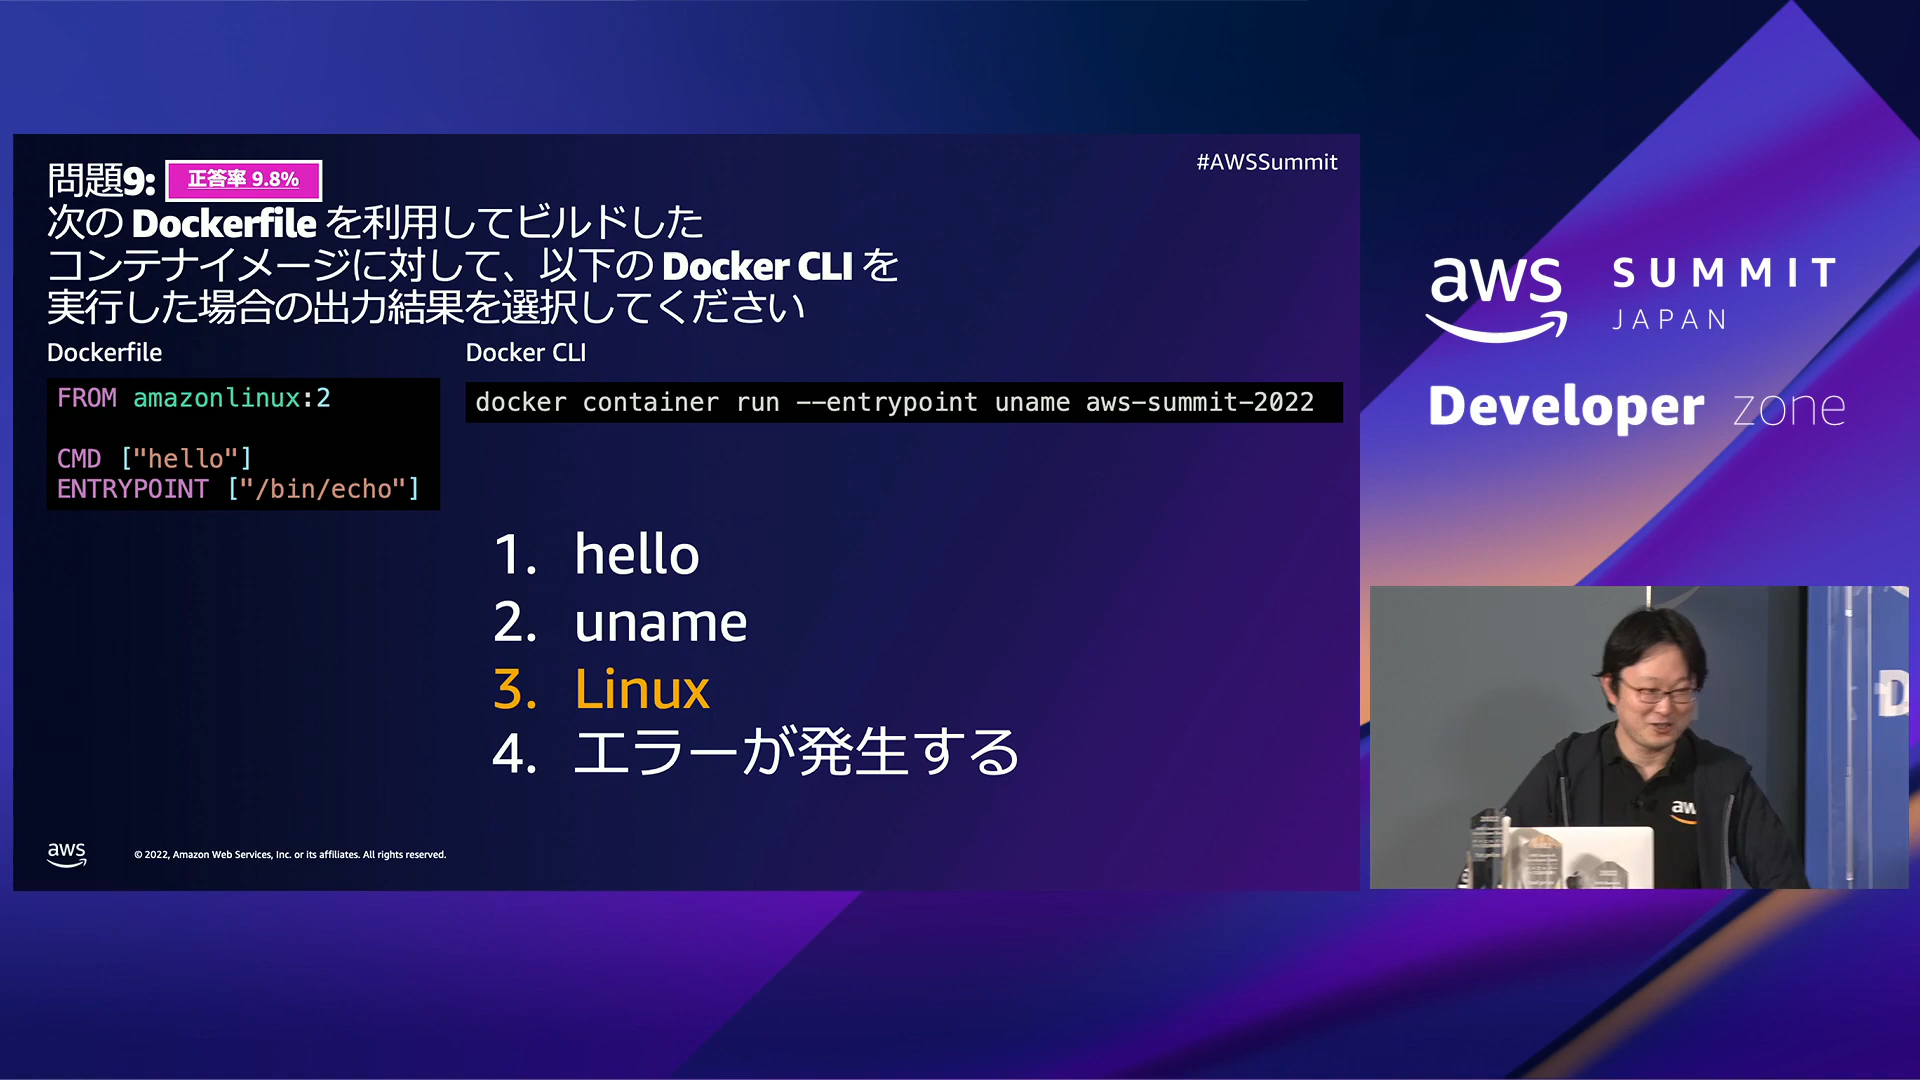 #AWSSummit
問題9: 正答率 9.8%
次の Dockerfile を利用してビルドした
コンテナイメージに対して、以下の Docker CLI を
実行した場合の出力結果を選択してください
Dockerfile
FROM amazonlinux:2
CMD ["hello"]
ENTRYPOINT ["/bin/echo"]
Docker CLI
docker container run --entrypoint uname aws-summit-2022
1. hello
2. uname
3. Linux
4. エラーが発生する
aws
© 2022, Amazon Web Services, Inc. or its affiliates. All rights reserved.
aws SUMMIT
JAPAN
Developer zone
D
aw